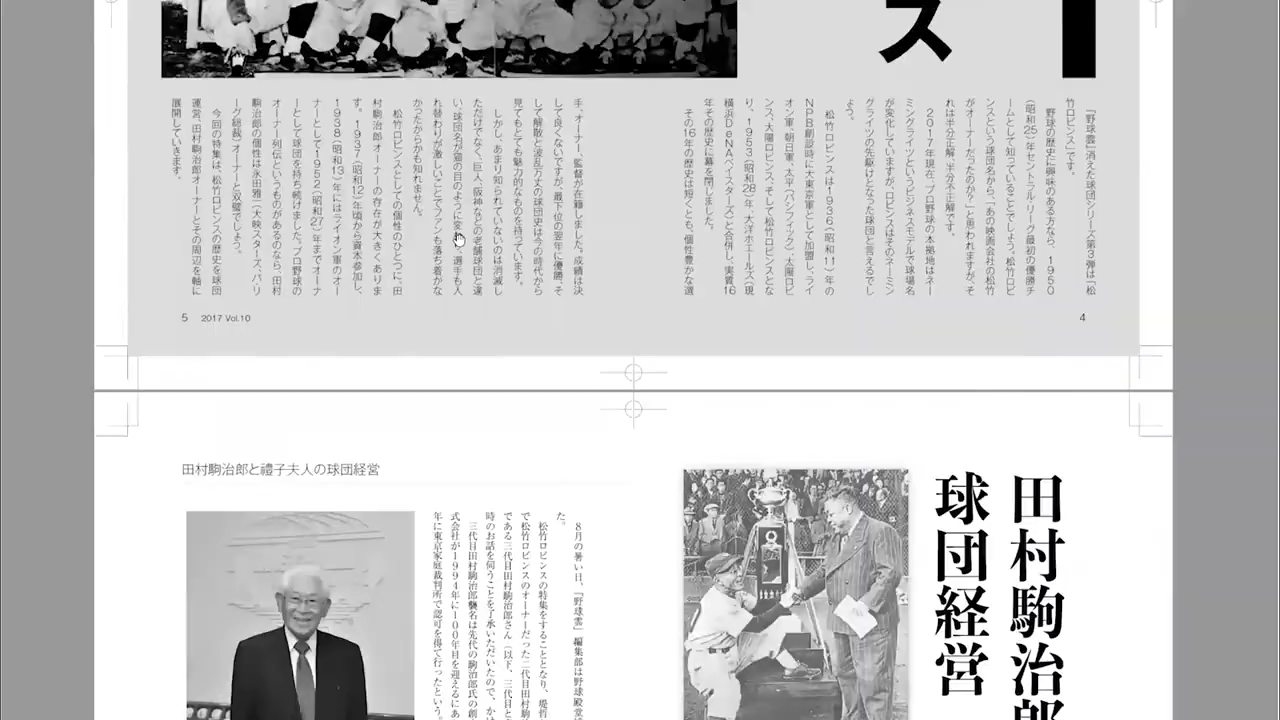 ス
『野球雲』消えた球団シリーズ第3弾は「松
竹ロビンス」です。
野球の歴史に興味のある方なら、1950
(昭和25)年セントラル・リーグ最初の優勝チ
ームとして知っていることでしょう。松竹ロビ
ンスという球団名から、「あの映画会社の松竹
がオーナーだったのか?」と思われますが、そ
れは半分正解、半分不正解です。
2017年現在、プロ野球の本拠地はネー
ミングライツというビジネスモデルで球場名
が変化していますが、ロビンスはそのネーミン
グライツの先駆けとなった球団と言えるでし
ょう。
松竹ロビンスは1936(昭和11)年の
NPB創設時に大東京軍として加盟し、ライ
オン軍、朝日軍、太平(パシフィック)、太陽ロビ
ンス、大陽ロビンス、そして松竹ロビンスとな
り、1953(昭和28)年、大洋ホエールズ(現
横浜DeNAベイスターズ)と合併し、実質16
年その歴史に幕を閉じました。
その16年の歴史は短くとも、個性豊かな選
手、オーナー、監督が在籍しました。成績は決
して良くないですが、最下位の翌年に優勝、そ
して解散と波乱万丈の球団史は今の時代から
見てもとても魅力的なものを持っています。
しかし、あまり知られていないのは消滅し
ただけでなく、巨人、阪神などの老舗球団と違
い、球団名が猫の目のように変わり、選手も人
れ替わりが激しいことでファンも落ち着かな
かったからかも知れません。
松竹ロビンスとしての個性のひとつに、田
村駒治郎オーナーの存在が大きくありま
す。1937(昭和12)年頃から資本参加し、
1938(昭和13)年にはライオン軍のオー
ナーとして1952(昭和27)年までオーナ
ーとして球団を持ち続けました。プロ野球の
オーナー列伝というものがあるのなら、田村
駒治郎の個性は永田雅一(大映スターズ、パ・リ
ーグ総裁)オーナーと双璧でしょう。
今回の特集は、松竹ロビンスの歴史を球団
運営、田村駒治郎オーナーとその周辺を軸に
展開していきます。
5 2017 Vol.10
4
田村駒治郎
球団経営
田村駒治郎と禮子夫人の球団経営
8月の暑い日、『野球雲』編集部は野球殿堂
た。
松竹ロビンスの特集をすることとなり、堤哲
で松竹ロビンスのオーナーだった二代目田村駒
である三代目田村駒治郎さん(以下、三代目と
時のお話を伺うことを了承いただいたので、か
三代目田村駒治郎襲名は先代の駒治郎氏の創
式会社が1994年に100年目を迎えるにあ
年に東京家庭裁判所で認可を得て行ったという。